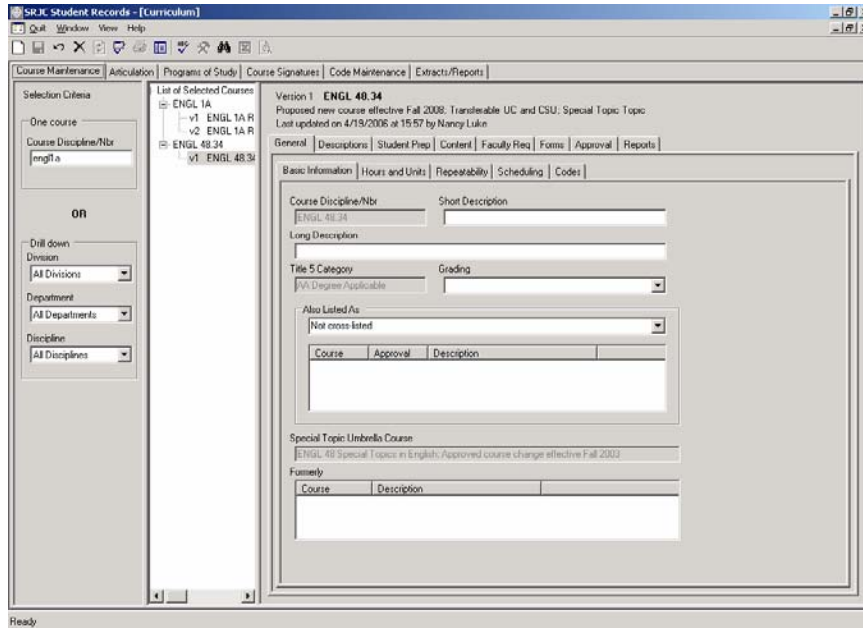 SRJC Student Records - [Curriculum]
Quit Window View Help
Course Maintenance Articulation Programs of Study Course Signatures Code Maintenance Extracts/Reports
Selection Criteria
One course
Course Discipline/Nbr
engl1a
OR
Drill down
Division
All Divisions
Department
All Departments
Discipline
All Disciplines
List of Selected Courses
ENGL 1A
v1 ENGL 1A R
v2 ENGL 1A R
ENGL 48.34
v1 ENGL 48.34
Version 1 ENGL 48.34
Proposed new course effective Fall 2008; Transferable UC and CSU; Special Topic Topic
Last updated on 4/19/2006 at 15:57 by Nancy Luke
General Descriptions Student Prep Content Faculty Req Forms Approval Reports
Basic Information Hours and Units Repeatability Scheduling Codes
Course Discipline/Nbr Short Description
ENGL 48.34
Long Description
Title 5 Category Grading
AA Degree Applicable
Also Listed As
Not cross-listed
Course Approval Description
Special Topic Umbrella Course
ENGL 48 Special Topics in English; Approved course change effective Fall 2003
Formerly
Course Description
Ready